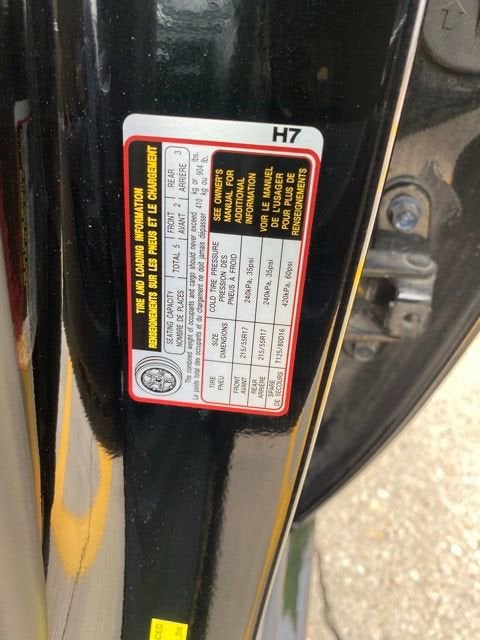 H7
TIRE AND LOADING INFORMATION
RENSEIGNEMENTS SUR LES PNEUS ET LE CHARGEMENT
SEATING CAPACITY
NOMBRE DE PLACES
TOTAL 5
FRONT
AVANT 2
REAR
ARRIÈRE 3
The combined weight of occupants and cargo should never exceed 410 kg or 904 lbs.
Le poids total des occupants et du chargement ne doit jamais dépasser 410 kg ou 904 lb.
TIRE
PNEU
SIZE
DIMENSIONS
COLD TIRE PRESSURE
PRESSION DES
PNEUS À FROID
SEE OWNER'S
MANUAL FOR
ADDITIONAL
INFORMATION
VOIR LE MANUEL
DE L'USAGER
POUR PLUS DE
RENSEIGNEMENTS
FRONT
AVANT
215/55R17
240kPa, 35psi
REAR
ARRIÈRE
215/55R17
240kPa, 35psi
SPARE
DE SECOURS
T125/80D16
420kPa, 60psi